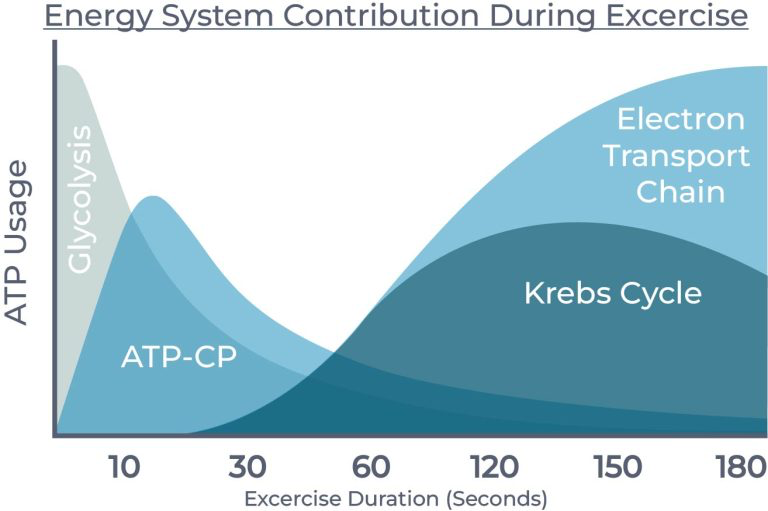 Energy System Contribution During Excercise
ATP Usage
Glycolysis
ATP-CP
Electron
Transport
Chain
Krebs Cycle
10 30 60 120 150 180
Excercise Duration (Seconds)